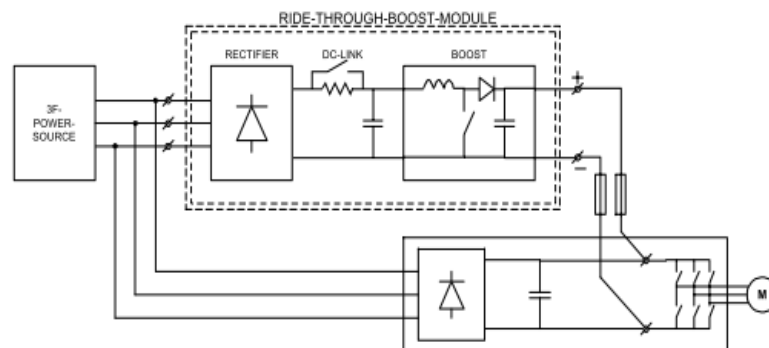 RIDE-THROUGH-BOOST-MODULE
RECTIFIER
DC-LINK
BOOST
3F-
POWER-
SOURCE
+
−
M